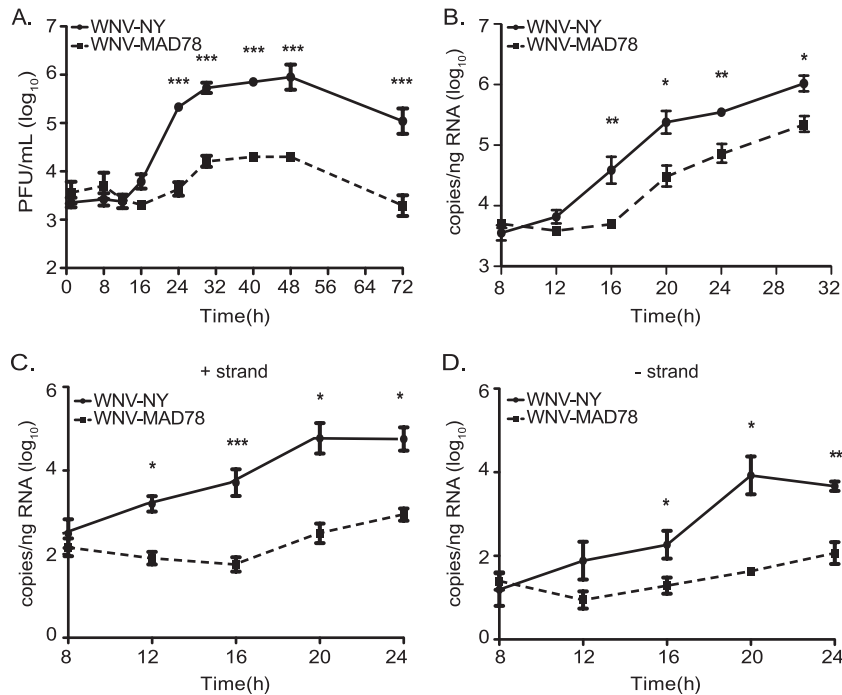 A.
WNV-NY
WNV-MAD78
*** *** *** *** ***
PFU/mL (log10)
6
5
4
3
2
0 8 16 24 32 40 48 56 64 72
Time(h)
B.
WNV-NY
WNV-MAD78
** * ** *
copies/ng RNA (log10)
7
6
5
4
3
8 12 16 20 24 28 32
Time(h)
C.
+ strand
WNV-NY
WNV-MAD78
* *** * *
copies/ng RNA (log10)
6
4
2
0
8 12 16 20 24
Time(h)
D.
- strand
WNV-NY
WNV-MAD78
* * **
copies/ng RNA (log10)
6
4
2
0
8 12 16 20 24
Time(h)